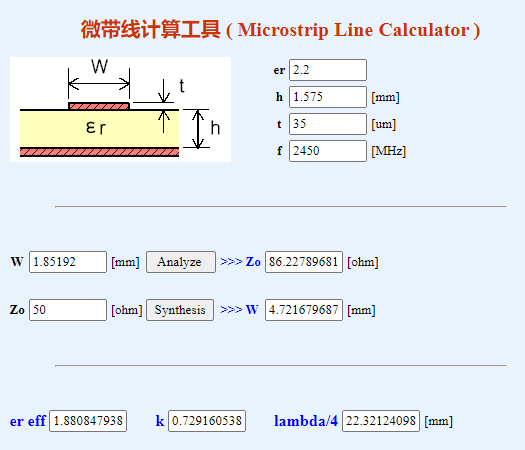 微带线计算工具 ( Microstrip Line Calculator )
W
t
εr
h
er 2.2
h 1.575 [mm]
t 35 [um]
f 2450 [MHz]
W 1.85192 [mm] Analyze >>> Zo 86.22789681 [ohm]
Zo 50 [ohm] Synthesis >>> W 4.721679687 [mm]
er eff 1.880847938 k 0.729160538 lambda/4 22.32124098 [mm]